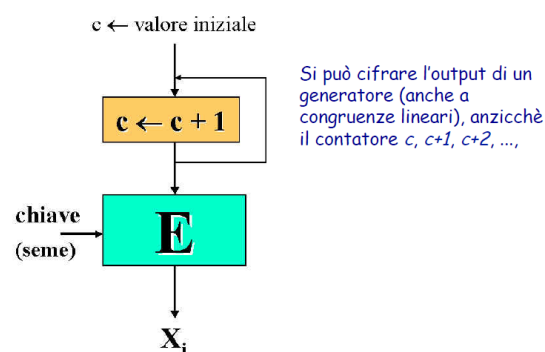 c ← valore iniziale
Si può cifrare l'output di un
generatore (anche a
congruenze lineari), anzicchè
il contatore c, c+1, c+2, ...,
c ← c + 1
chiave
(seme)
E
Xi